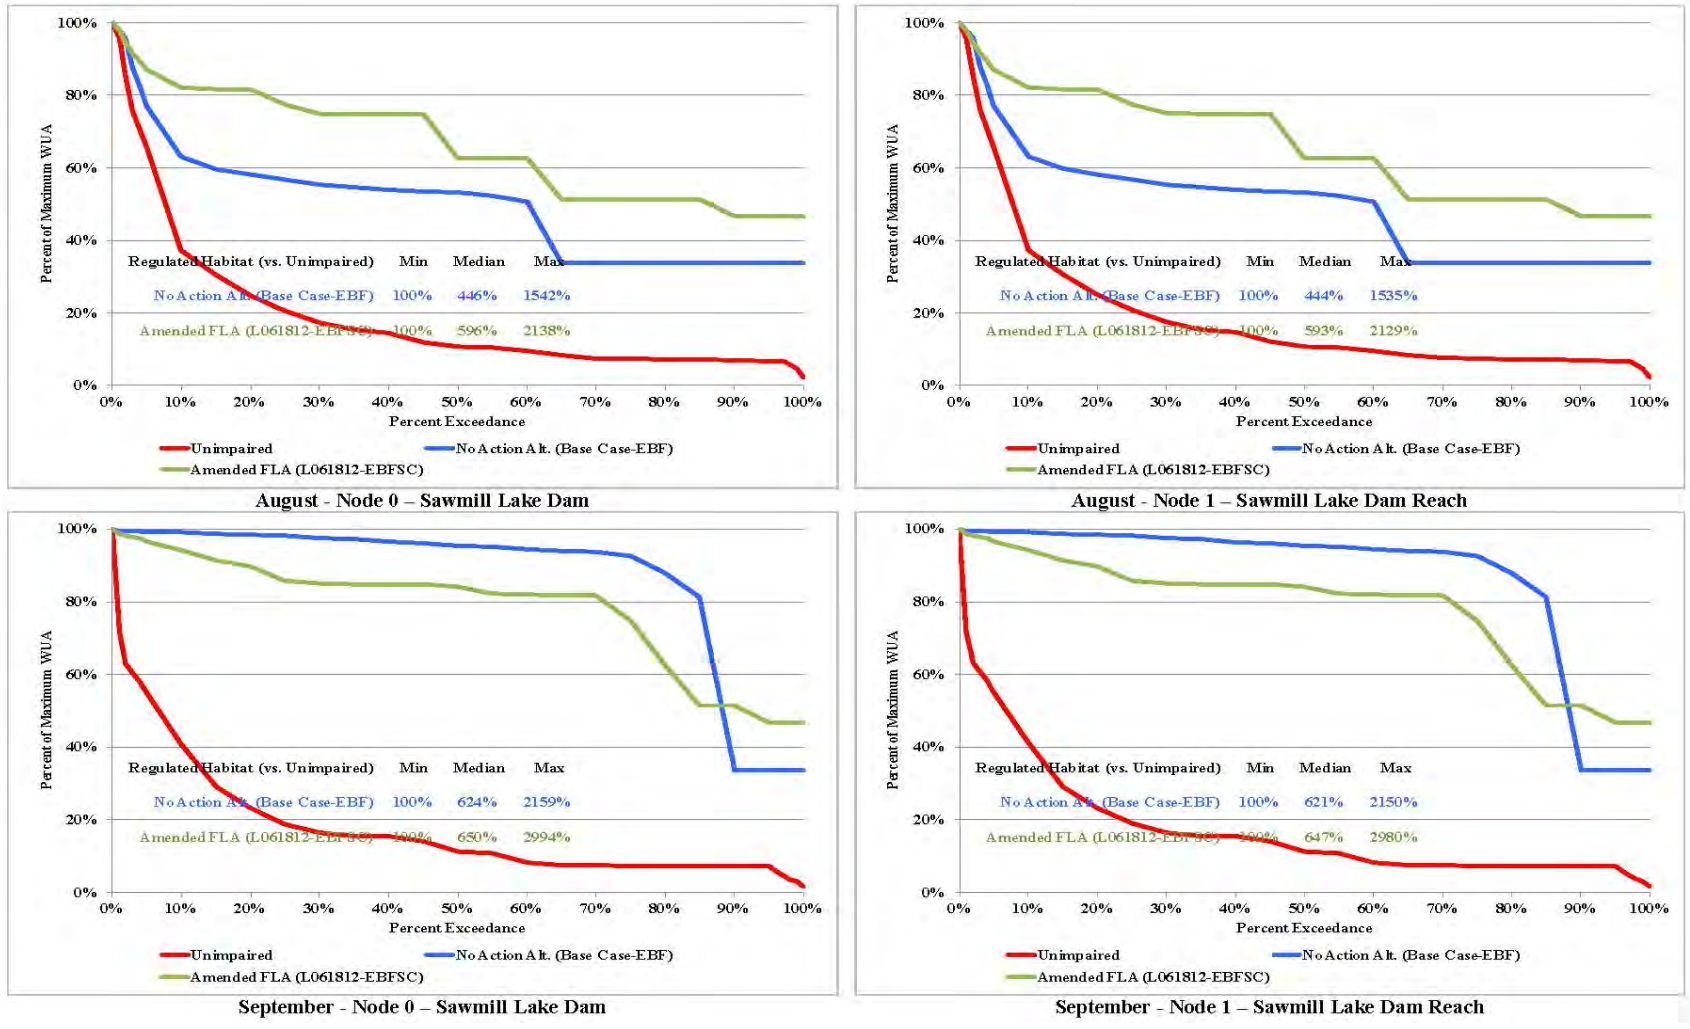 100%
80%
60%
40%
20%
0%
Percent of Maximum WUA
Regulated Habitat (vs. Unimpaired) Min Median Max
No Action Alt. (Base Case-EBF) 100% 446% 1542%
Amended FLA (L061812-EBFSC) 100% 596% 2138%
0% 10% 20% 30% 40% 50% 60% 70% 80% 90% 100%
Percent Exceedance
Unimpaired No Action Alt. (Base Case-EBF)
Amended FLA (L061812-EBFSC)
August - Node 0 – Sawmill Lake Dam
100%
80%
60%
40%
20%
0%
Percent of Maximum WUA
Regulated Habitat (vs. Unimpaired) Min Median Max
No Action Alt. (Base Case-EBF) 100% 444% 1535%
Amended FLA (L061812-EBFSC) 100% 593% 2129%
0% 10% 20% 30% 40% 50% 60% 70% 80% 90% 100%
Percent Exceedance
Unimpaired No Action Alt. (Base Case-EBF)
Amended FLA (L061812-EBFSC)
August - Node 1 – Sawmill Lake Dam Reach
100%
80%
60%
40%
20%
0%
Percent of Maximum WUA
Regulated Habitat (vs. Unimpaired) Min Median Max
No Action Alt. (Base Case-EBF) 100% 624% 2159%
Amended FLA (L061812-EBFSC) 100% 650% 2994%
0% 10% 20% 30% 40% 50% 60% 70% 80% 90% 100%
Percent Exceedance
Unimpaired No Action Alt. (Base Case-EBF)
Amended FLA (L061812-EBFSC)
September - Node 0 – Sawmill Lake Dam
100%
80%
60%
40%
20%
0%
Percent of Maximum WUA
Regulated Habitat (vs. Unimpaired) Min Median Max
No Action Alt. (Base Case-EBF) 100% 621% 2150%
Amended FLA (L061812-EBFSC) 100% 647% 2980%
0% 10% 20% 30% 40% 50% 60% 70% 80% 90% 100%
Percent Exceedance
Unimpaired No Action Alt. (Base Case-EBF)
Amended FLA (L061812-EBFSC)
September - Node 1 – Sawmill Lake Dam Reach